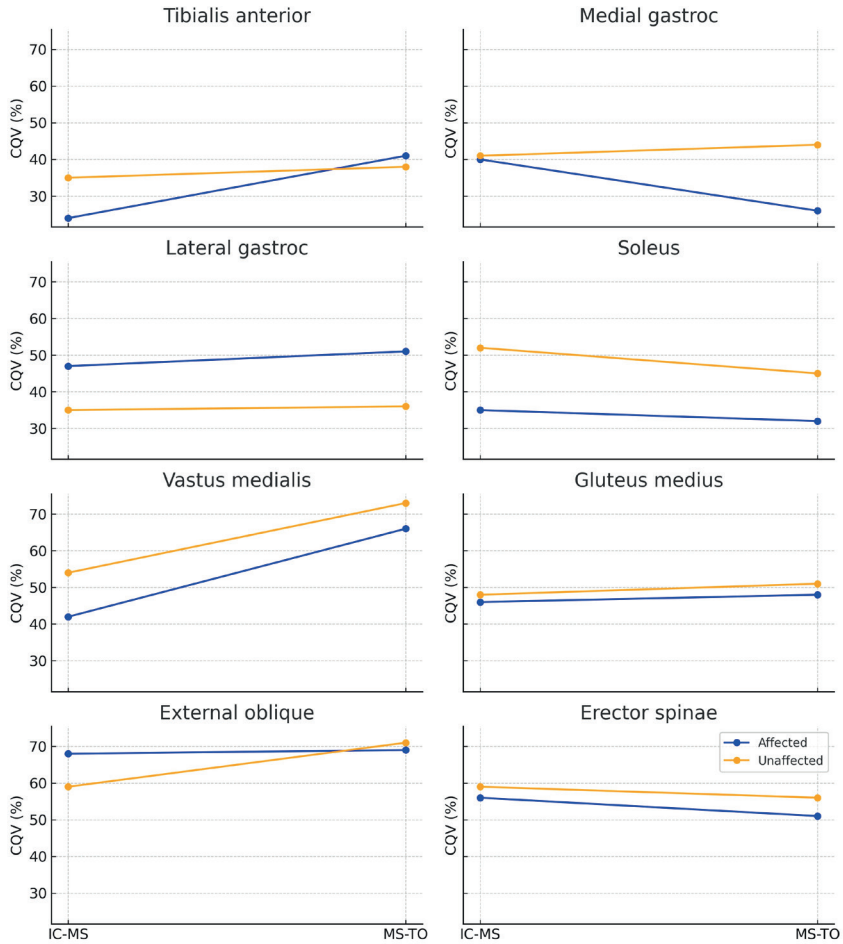 Tibialis anterior
CQV (%)
70
60
50
40
30
Medial gastroc
CQV (%)
Lateral gastroc
CQV (%)
70
60
50
40
30
Soleus
CQV (%)
Vastus medialis
CQV (%)
70
60
50
40
30
Gluteus medius
CQV (%)
External oblique
CQV (%)
70
60
50
40
30
IC-MS
MS-TO
Erector spinae
CQV (%)
Affected
Unaffected
IC-MS
MS-TO